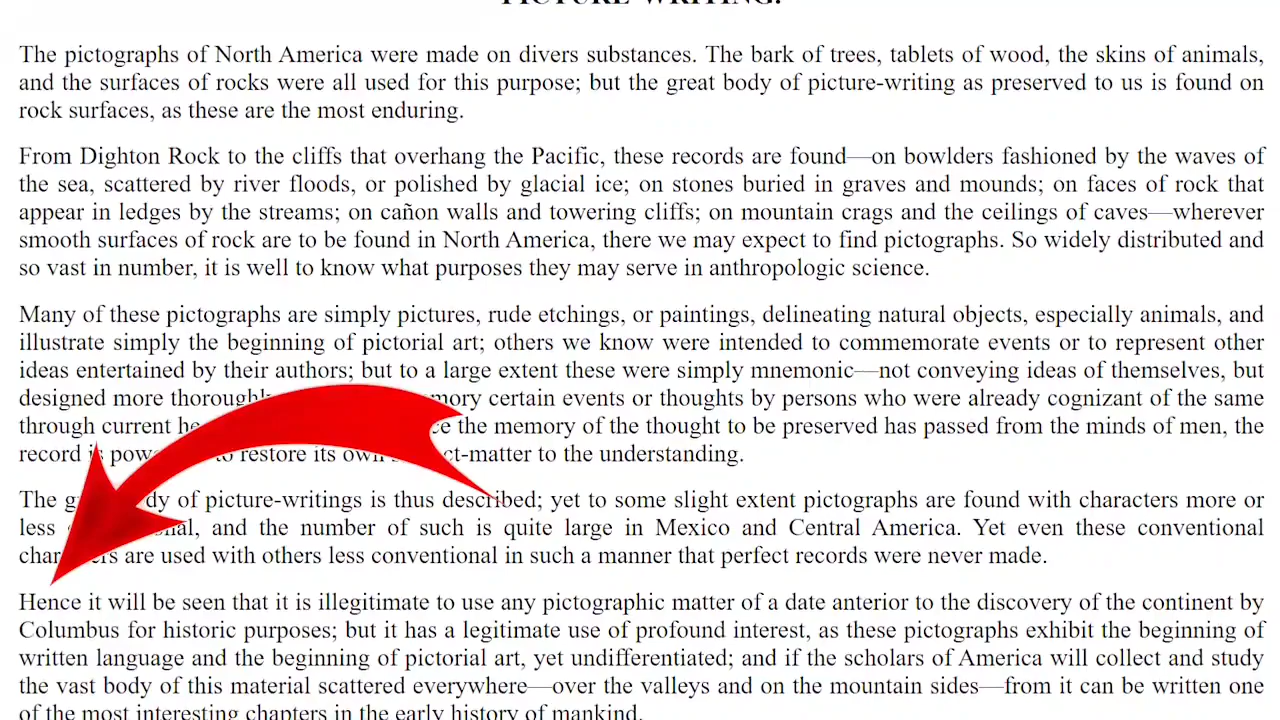 PICTURE-WRITING.
The pictographs of North America were made on divers substances. The bark of trees, tablets of wood, the skins of animals,
and the surfaces of rocks were all used for this purpose; but the great body of picture-writing as preserved to us is found on
rock surfaces, as these are the most enduring.
From Dighton Rock to the cliffs that overhang the Pacific, these records are found—on bowlders fashioned by the waves of
the sea, scattered by river floods, or polished by glacial ice; on stones buried in graves and mounds; on faces of rock that
appear in ledges by the streams; on cañon walls and towering cliffs; on mountain crags and the ceilings of caves—wherever
smooth surfaces of rock are to be found in North America, there we may expect to find pictographs. So widely distributed and
so vast in number, it is well to know what purposes they may serve in anthropologic science.
Many of these pictographs are simply pictures, rude etchings, or paintings, delineating natural objects, especially animals, and
illustrate simply the beginning of pictorial art; others we know were intended to commemorate events or to represent other
ideas entertained by their authors; but to a large extent these were simply mnemonic—not conveying ideas of themselves, but
designed more thoroughly certain events or thoughts by persons who were already cognizant of the same
through current the memory of the thought to be preserved has passed from the minds of men, the
record is to restore its own to the understanding.
The of picture-writings is thus described; yet to some slight extent pictographs are found with characters more or
less and the number of such is quite large in Mexico and Central America. Yet even these conventional
characters are used with others less conventional in such a manner that perfect records were never made.
Hence it will be seen that it is illegitimate to use any pictographic matter of a date anterior to the discovery of the continent by
Columbus for historic purposes; but it has a legitimate use of profound interest, as these pictographs exhibit the beginning of
written language and the beginning of pictorial art, yet undifferentiated; and if the scholars of America will collect and study
the vast body of this material scattered everywhere—over the valleys and on the mountain sides—from it can be written one
of the most interesting chapters in the early history of mankind.